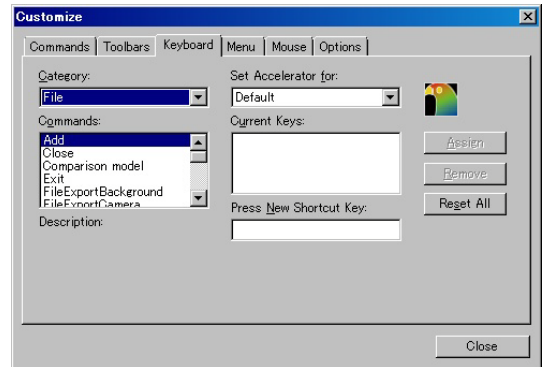 Customize
Commands Toolbars Keyboard Menu Mouse Options
Category:
File
Commands:
Add
Close
Comparison model
Exit
FileExportBackground
FileExportCamera
Description:
Set Accelerator for:
Default
Current Keys:
Press New Shortcut Key:
Assign
Remove
Reset All
Close